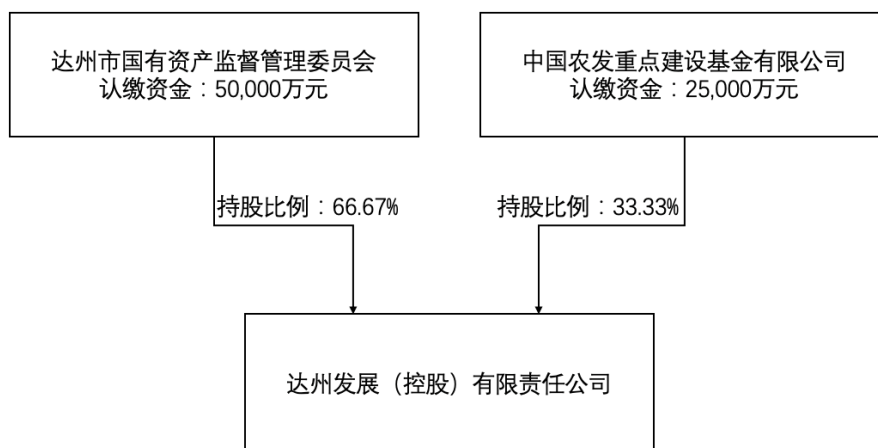 达州市国有资产监督管理委员会
认缴资金：50,000万元
中国农发重点建设基金有限公司
认缴资金：25,000万元
持股比例：66.67%
持股比例：33.33%
达州发展（控股）有限责任公司